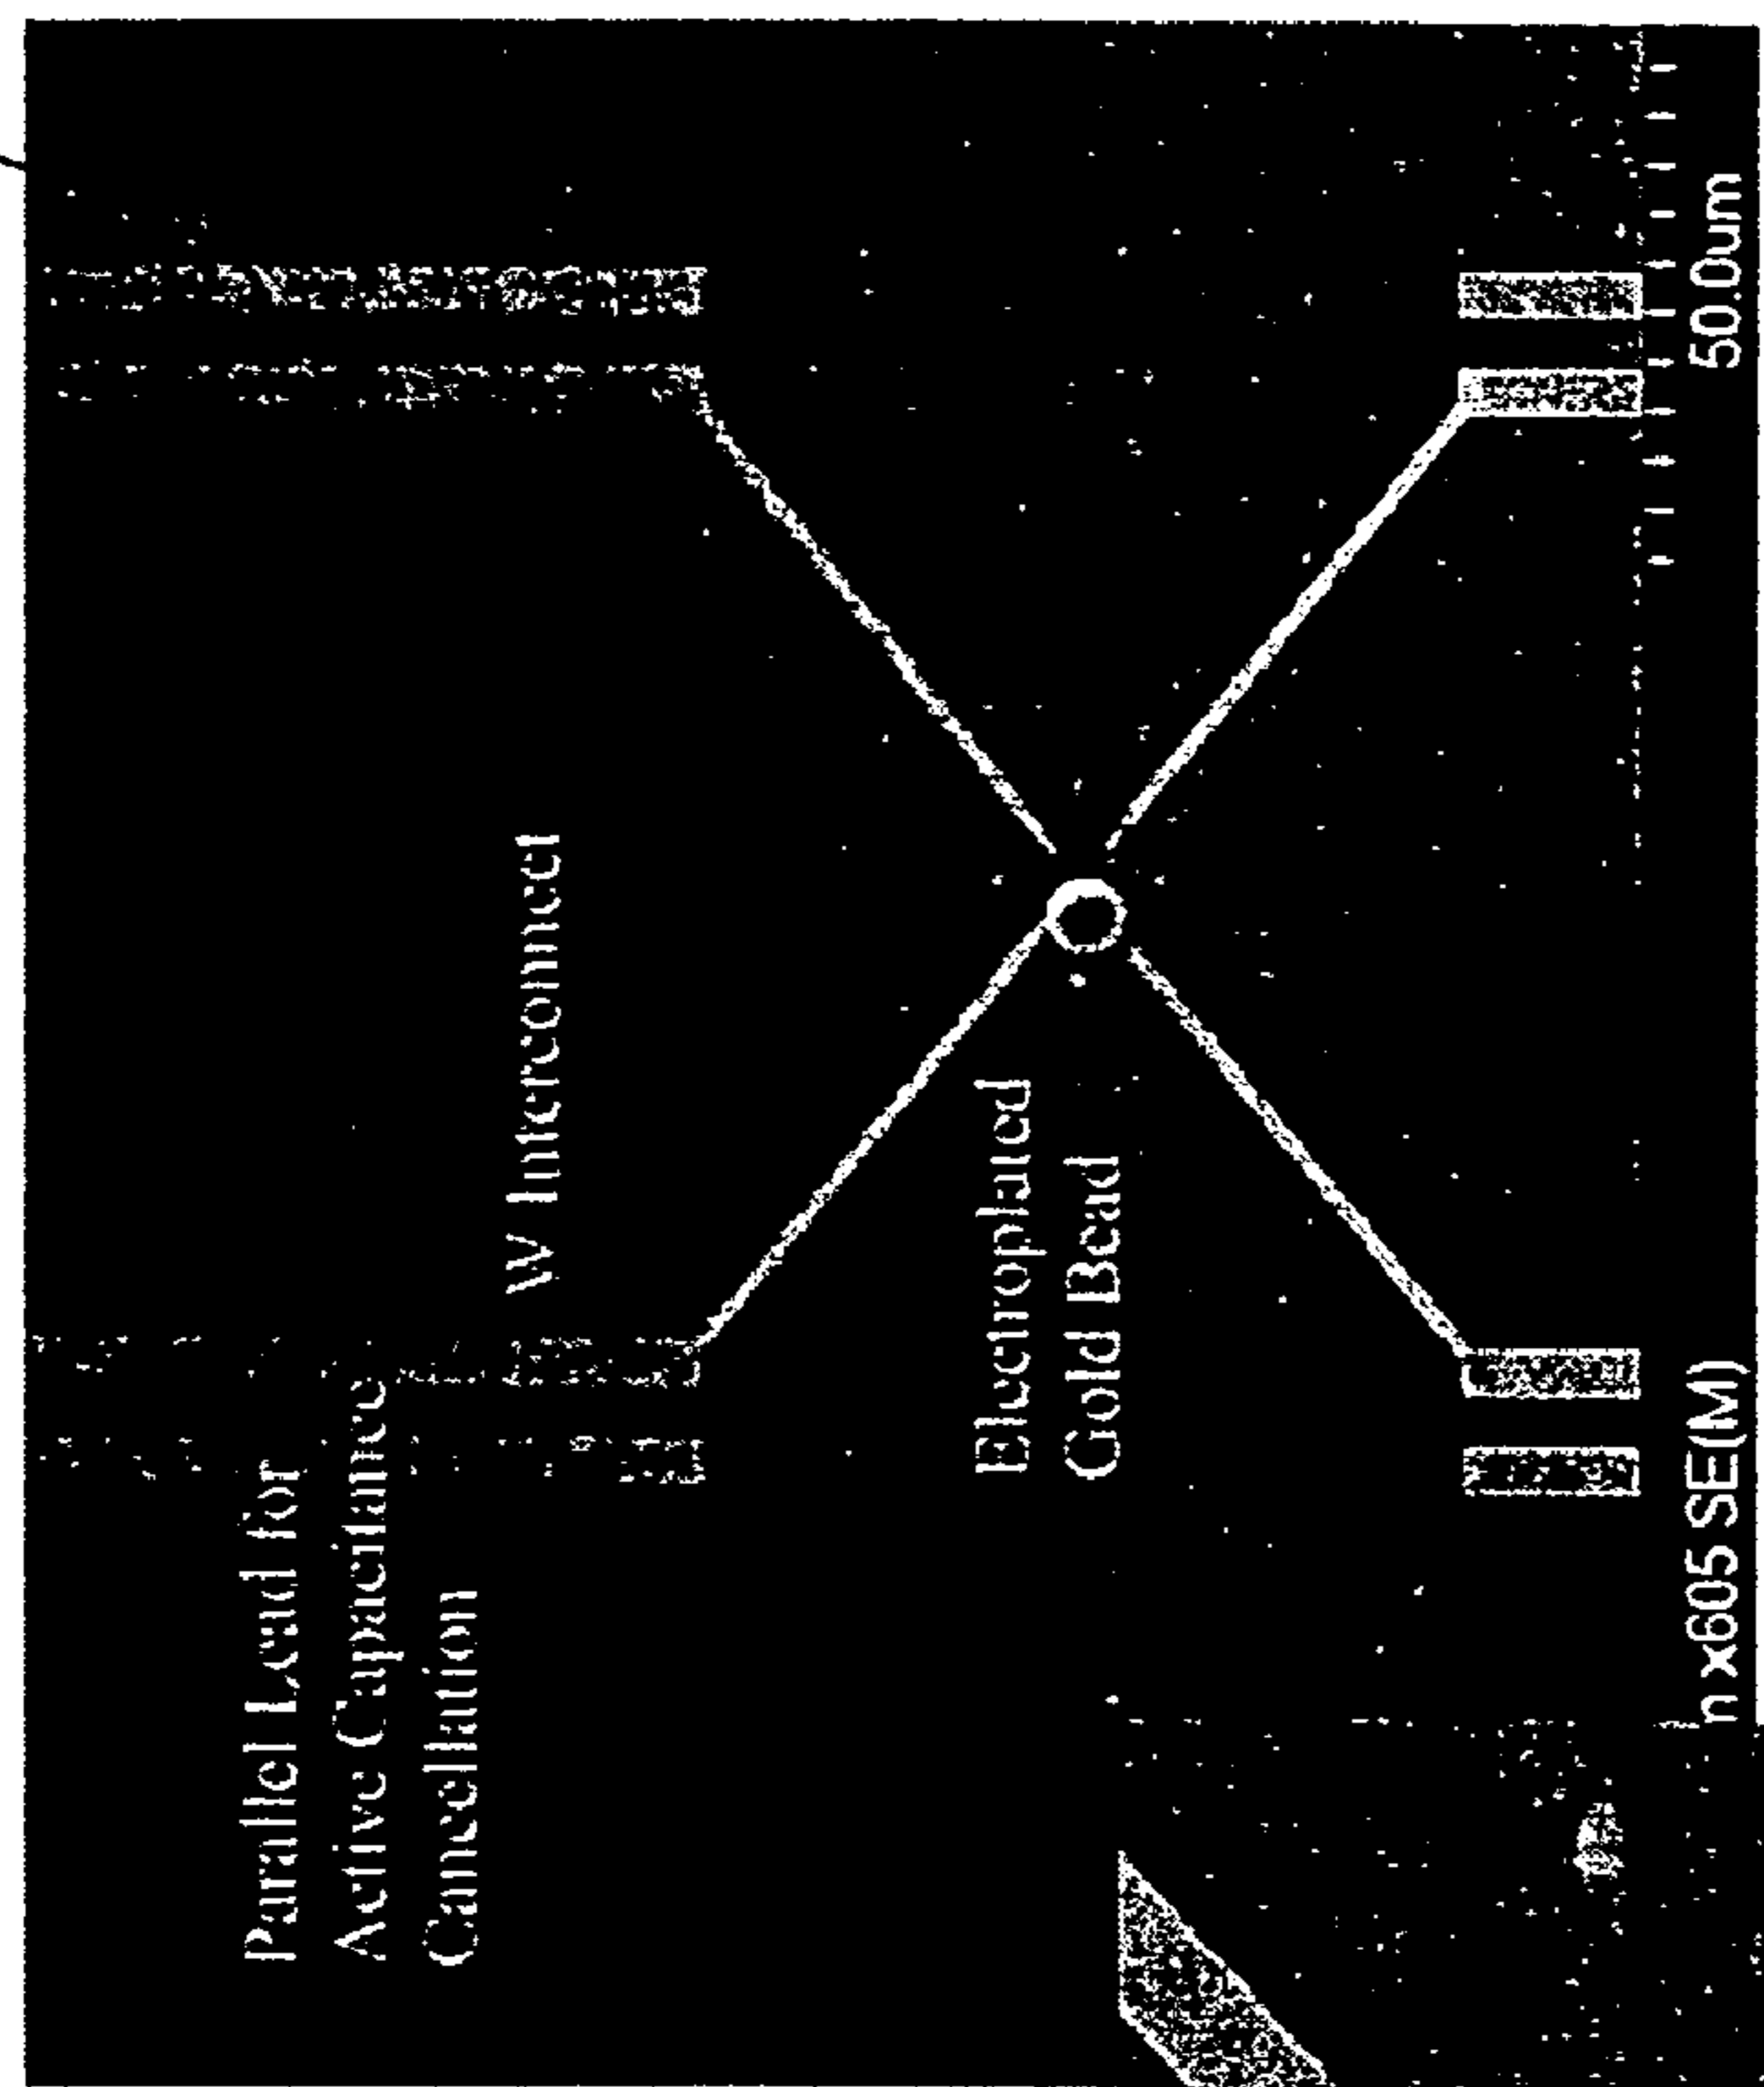 Parallel Lead for
Active Capacitance
Cancellation
W Interconnect
Electroplated
Gold Bead
n x605 SE(M)
50.0um